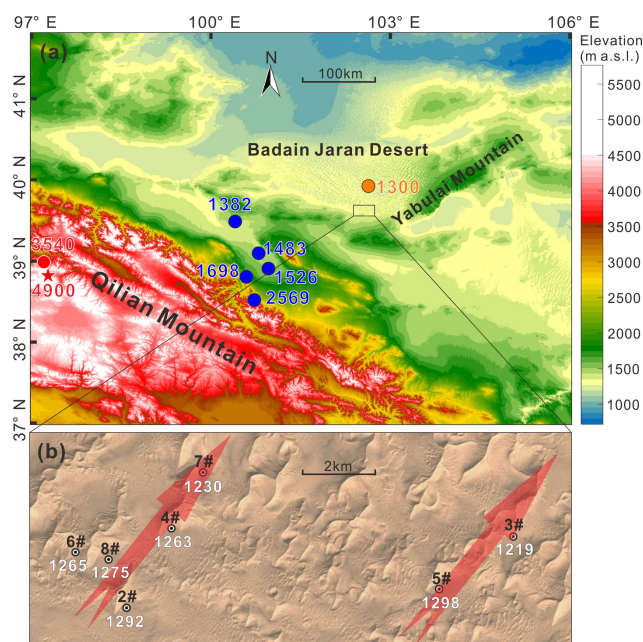 97° E
100° E
103° E
106° E
Elevation
(m a.s.l.)
(a)
N
100km
41° N
40° N
39° N
38° N
37° N
Badain Jaran Desert
Yabulai Mountain
1300
1382
1483
1526
1698
2569
3540
4900
Qilian Mountain
5500
5000
4500
4000
3500
3000
2500
2000
1500
1000
(b)
2km
7#
1230
4#
1263
6#
1265
8#
1275
2#
1292
3#
1219
5#
1298